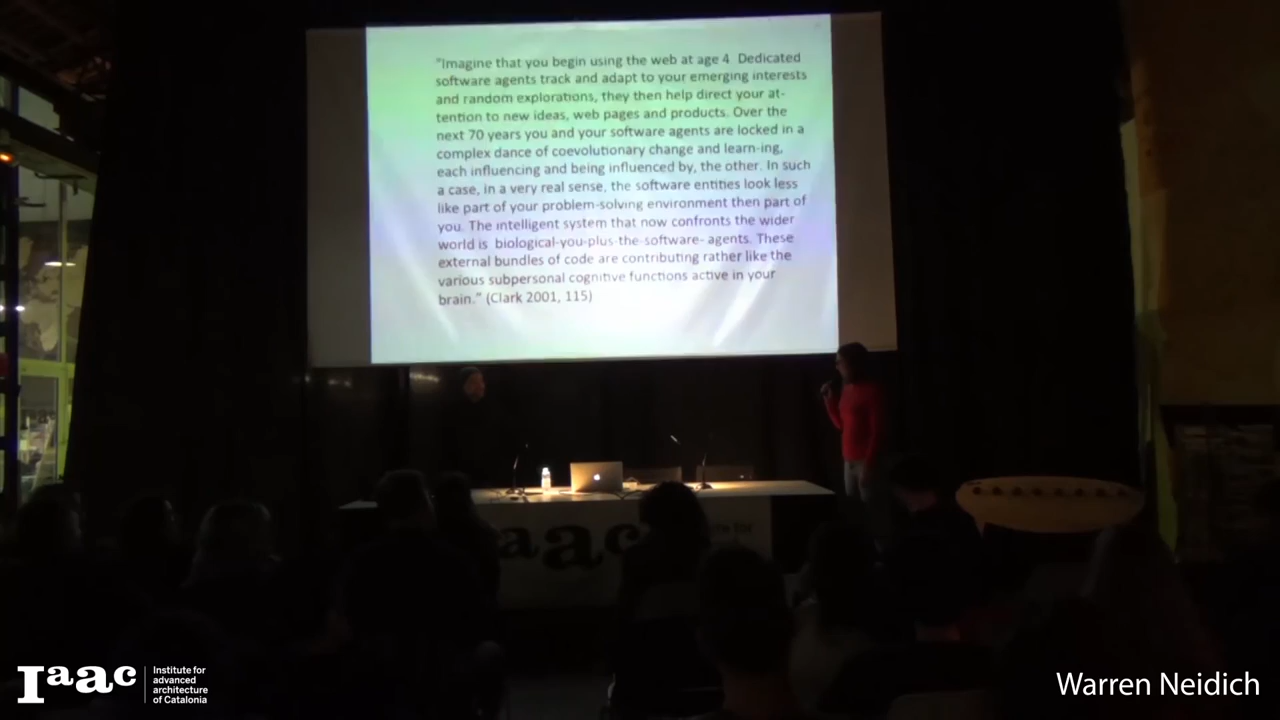 "Imagine that you begin using the web at age 4  Dedicated
software agents track and adapt to your emerging interests
and random explorations, they then help direct your at-
tention to new ideas, web pages and products. Over the
next 70 years you and your software agents are locked in a
complex dance of coevolutionary change and learn-ing,
each influencing and being influenced by, the other. In such
a case, in a very real sense, the software entities look less
like part of your problem-solving environment then part of
you. The intelligent system that now confronts the wider
world is  biological-you-plus-the-software- agents. These
external bundles of code are contributing rather like the
various subpersonal cognitive functions active in your
brain." (Clark 2001, 115)
Iaac
Iaac
Institute for
advanced
architecture
of Catalonia
Warren Neidich